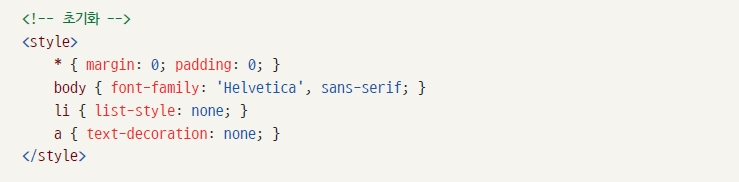 <!-- 초기화 -->
<style>
    * { margin: 0; padding: 0; }
    body { font-family: 'Helvetica', sans-serif; }
    li { list-style: none; }
    a { text-decoration: none; }
</style>